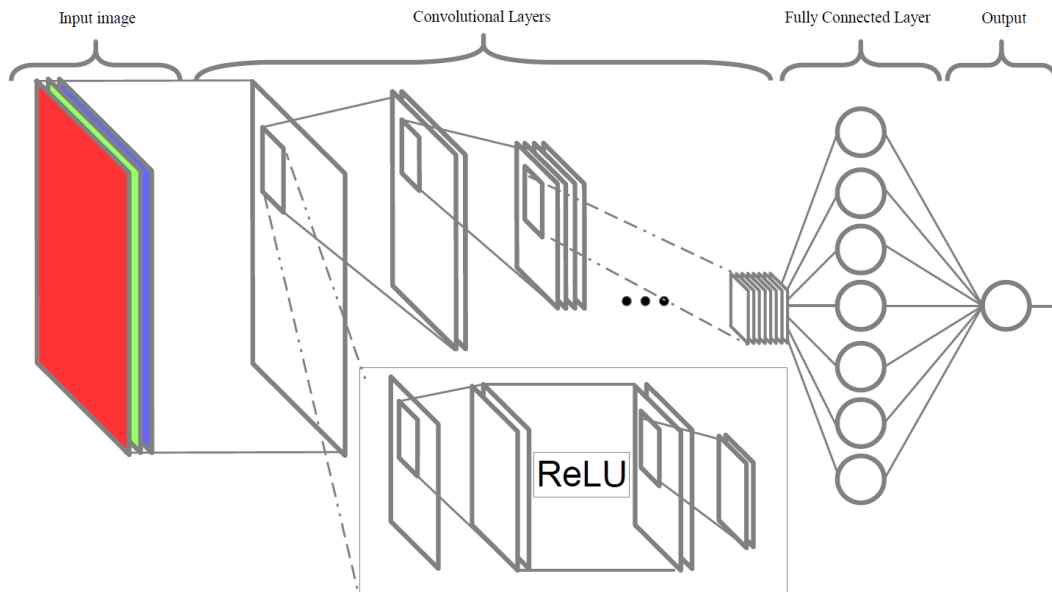 Input image
Convolutional Layers
Fully Connected Layer
Output
ReLU